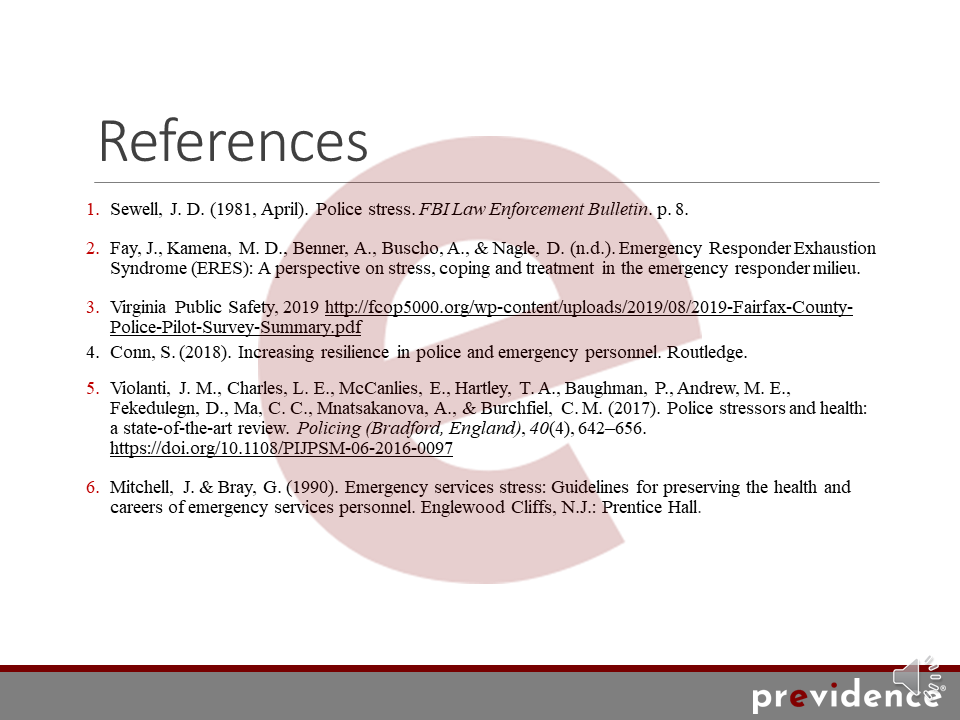 References
1. Sewell, J. D. (1981, April). Police stress. FBI Law Enforcement Bulletin. p. 8.
2. Fay, J., Kamena, M. D., Benner, A., Buscho, A., & Nagle, D. (n.d.). Emergency Responder Exhaustion
Syndrome (ERES): A perspective on stress, coping and treatment in the emergency responder milieu.
3. Virginia Public Safety, 2019 http://fcop5000.org/wp-content/uploads/2019/08/2019-Fairfax-County-
Police-Pilot-Survey-Summary.pdf
4. Conn, S. (2018). Increasing resilience in police and emergency personnel. Routledge.
5. Violanti, J. M., Charles, L. E., McCanlies, E., Hartley, T. A., Baughman, P., Andrew, M. E.,
Fekedulegn, D., Ma, C. C., Mnatsakanova, A., & Burchfiel, C. M. (2017). Police stressors and health:
a state-of-the-art review. Policing (Bradford, England), 40(4), 642–656.
https://doi.org/10.1108/PIJPSM-06-2016-0097
6. Mitchell, J. & Bray, G. (1990). Emergency services stress: Guidelines for preserving the health and
careers of emergency services personnel. Englewood Cliffs, N.J.: Prentice Hall.
e
previdence®